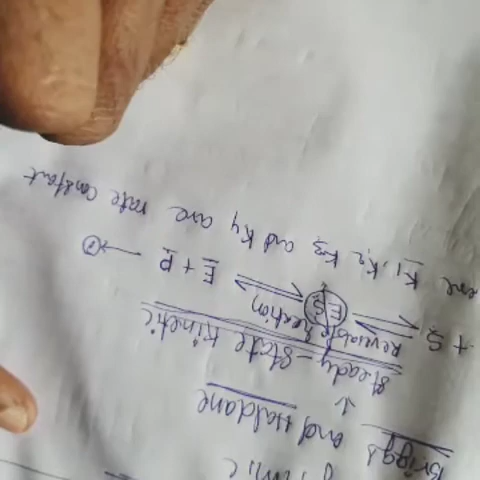 Briggs and Haldane
↓
Steady-State Kinetic
Reversible Reaction
+ S ⇌ ES ⇌ E + P —①
K1, K2, K3 and K4 are rate constant